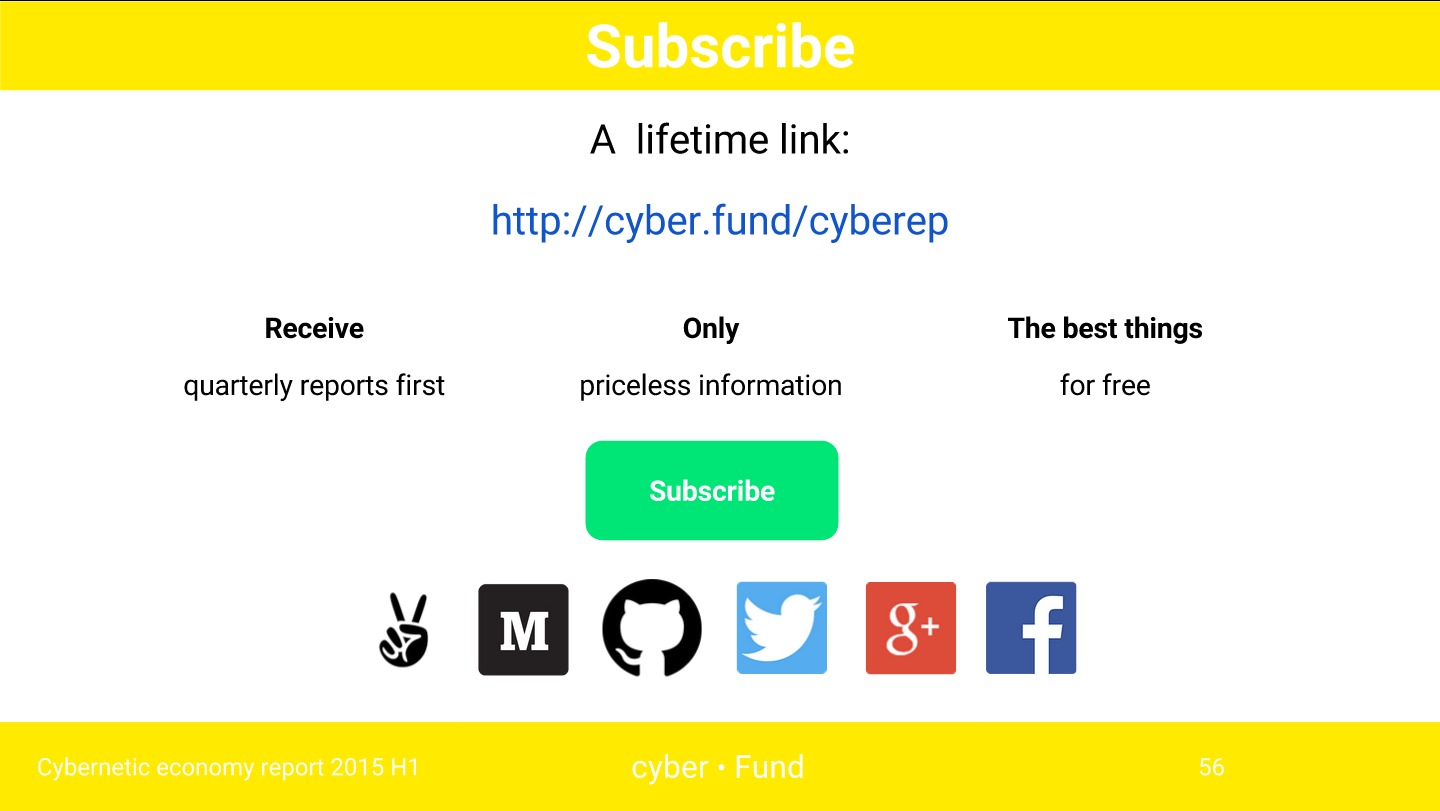 Subscribe
A lifetime link:
http://cyber.fund/cyberep
Receive
quarterly reports first
Only
priceless information
The best things
for free
Subscribe
M
g+
f
Cybernetic economy report 2015 H1
cyber • Fund
56